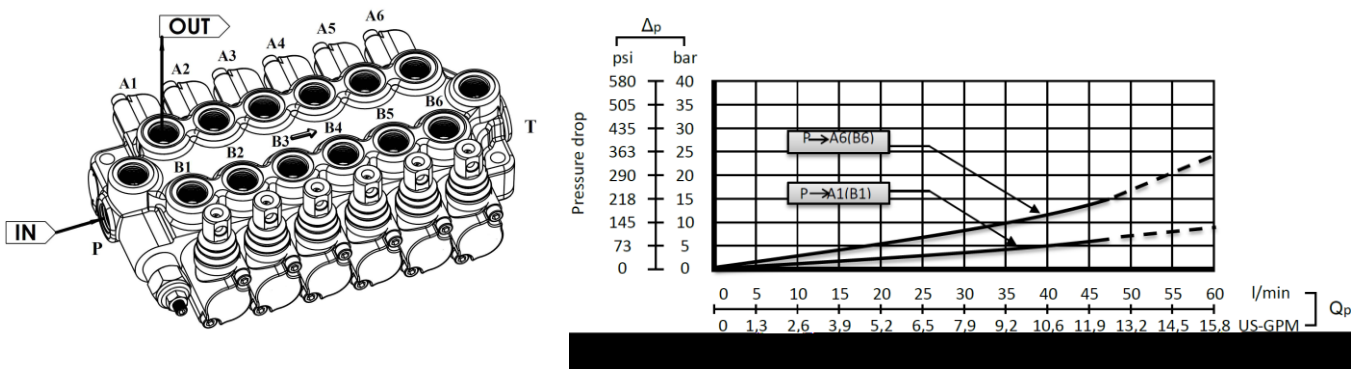 OUT
A1
A2
A3
A4
A5
A6
B1
B2
B3
B4
B5
B6
T
IN
P
Δp
psi bar
580 40
505 35
435 30
363 25
290 20
218 15
145 10
73 5
0 0
Pressure drop
P→A6(B6)
P→A1(B1)
0 5 10 15 20 25 30 35 40 45 50 55 60 l/min
Qp
0 1,3 2,6 3,9 5,2 6,5 7,9 9,2 10,6 11,9 13,2 14,5 15,8 US-GPM